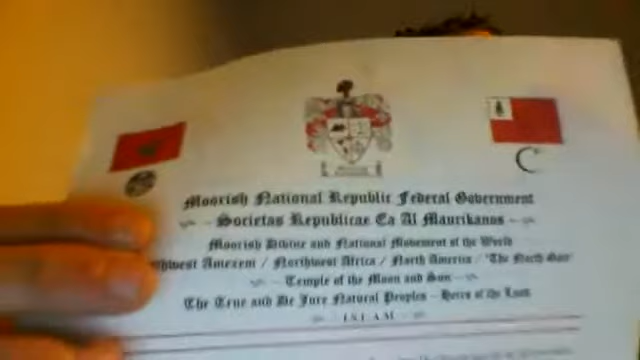 Moorish National Republic Federal Government
~ Societas Republicae Ea Al Maurikanos ~
Moorish Divine and National Movement of the World
Northwest Amexem / Northwest Africa / North America / 'The North Gate'
~ Temple of the Moon and Sun ~
The True and De Jure Natural Peoples – Heirs of the Land
~ I.S.L.A.M. ~